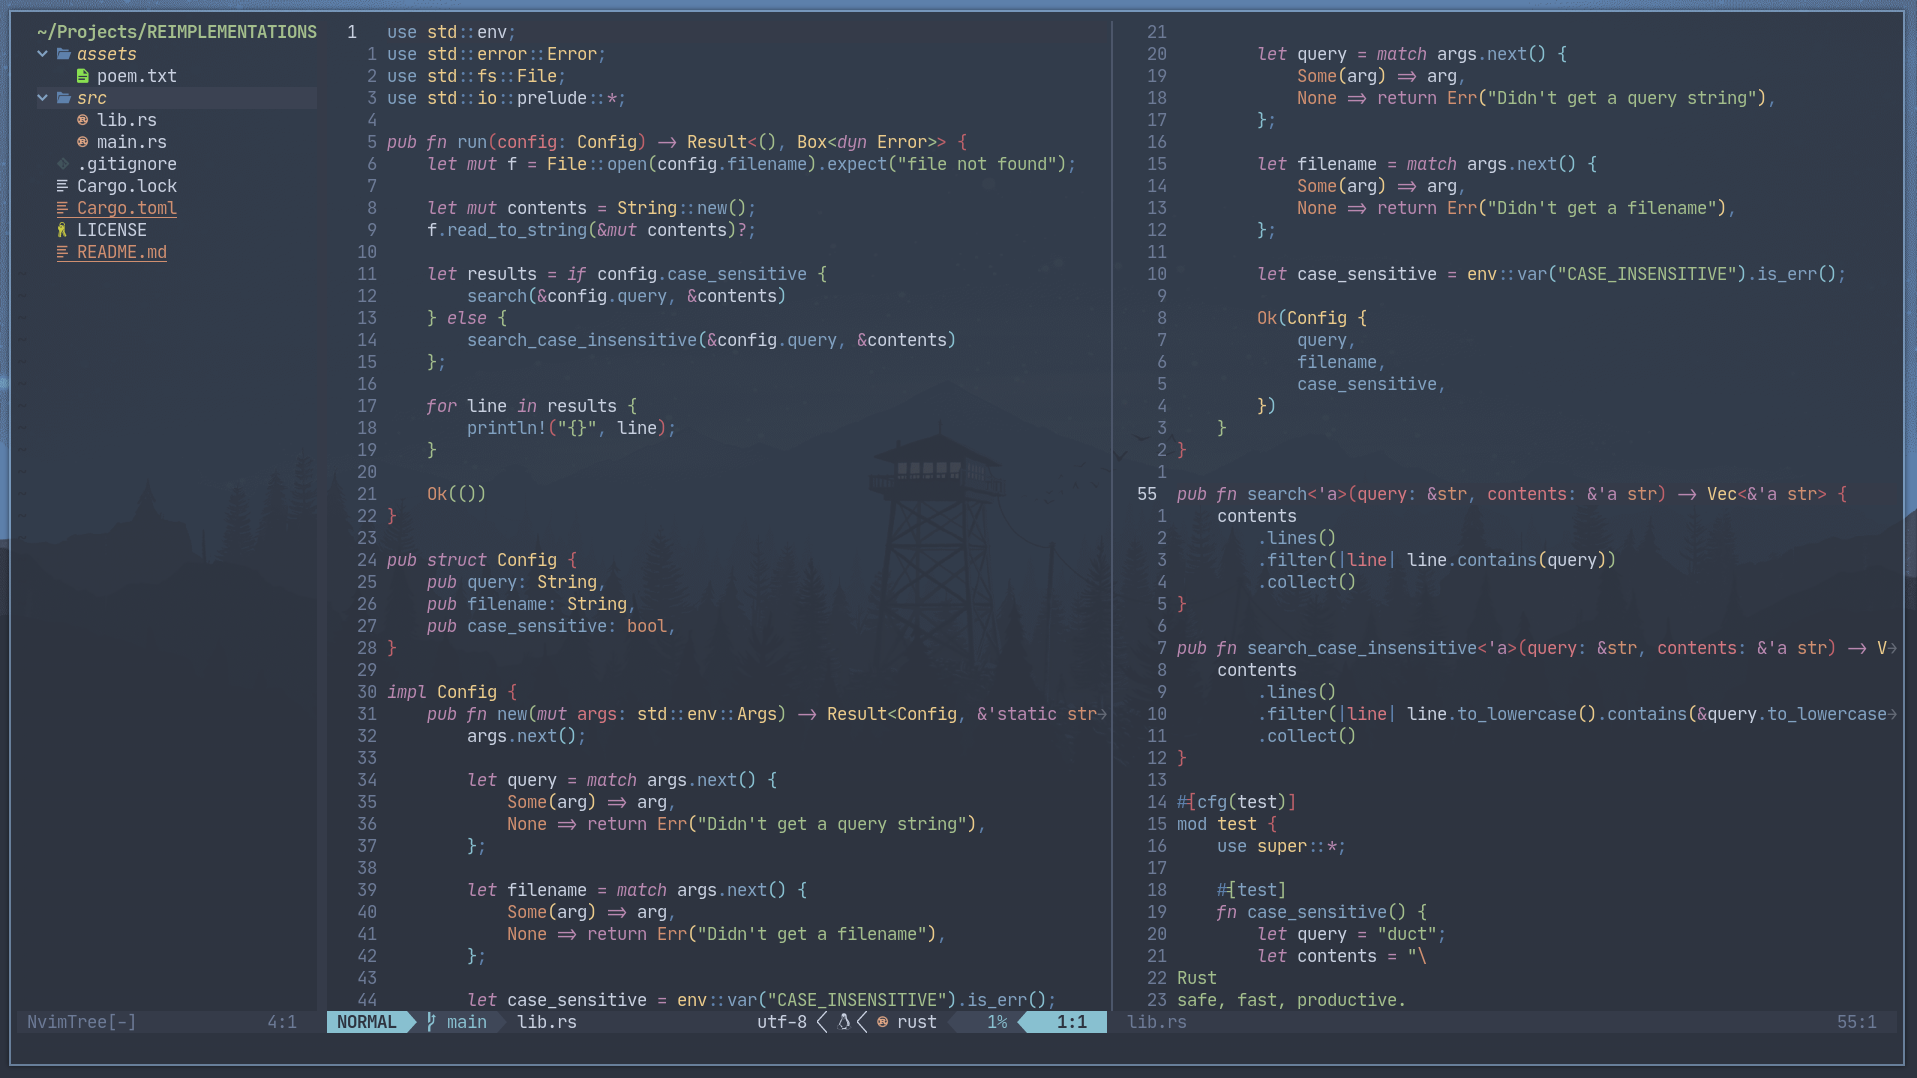 ~/Projects/REIMPLEMENTATIONS
assets
poem.txt
src
lib.rs
main.rs
.gitignore
Cargo.lock
Cargo.toml
LICENSE
README.md
NvimTree[-] 4:1
1 use std::env;
1 use std::error::Error;
2 use std::fs::File;
3 use std::io::prelude::*;
4
5 pub fn run(config: Config) -> Result<(), Box<dyn Error>> {
6 let mut f = File::open(config.filename).expect("file not found");
7
8 let mut contents = String::new();
9 f.read_to_string(&mut contents)?;
10
11 let results = if config.case_sensitive {
12 search(&config.query, &contents)
13 } else {
14 search_case_insensitive(&config.query, &contents)
15 };
16
17 for line in results {
18 println!("{}", line);
19 }
20
21 Ok(())
22 }
23
24 pub struct Config {
25 pub query: String,
26 pub filename: String,
27 pub case_sensitive: bool,
28 }
29
30 impl Config {
31 pub fn new(mut args: std::env::Args) -> Result<Config, &'static str→
32 args.next();
33
34 let query = match args.next() {
35 Some(arg) => arg,
36 None => return Err("Didn't get a query string"),
37 };
38
39 let filename = match args.next() {
40 Some(arg) => arg,
41 None => return Err("Didn't get a filename"),
42 };
43
44 let case_sensitive = env::var("CASE_INSENSITIVE").is_err();
NORMAL main lib.rs utf-8 rust 1% 1:1
21
20 let query = match args.next() {
19 Some(arg) => arg,
18 None => return Err("Didn't get a query string"),
17 };
16
15 let filename = match args.next() {
14 Some(arg) => arg,
13 None => return Err("Didn't get a filename"),
12 };
11
10 let case_sensitive = env::var("CASE_INSENSITIVE").is_err();
9
8 Ok(Config {
7 query,
6 filename,
5 case_sensitive,
4 })
3 }
2 }
1
55 pub fn search<'a>(query: &str, contents: &'a str) -> Vec<&'a str> {
1 contents
2 .lines()
3 .filter(|line| line.contains(query))
4 .collect()
5 }
6
7 pub fn search_case_insensitive<'a>(query: &str, contents: &'a str) -> V→
8 contents
9 .lines()
10 .filter(|line| line.to_lowercase().contains(&query.to_lowercase→
11 .collect()
12 }
13
14 #[cfg(test)]
15 mod test {
16 use super::*;
17
18 #[test]
19 fn case_sensitive() {
20 let query = "duct";
21 let contents = "\
22 Rust
23 safe, fast, productive.
lib.rs 55:1